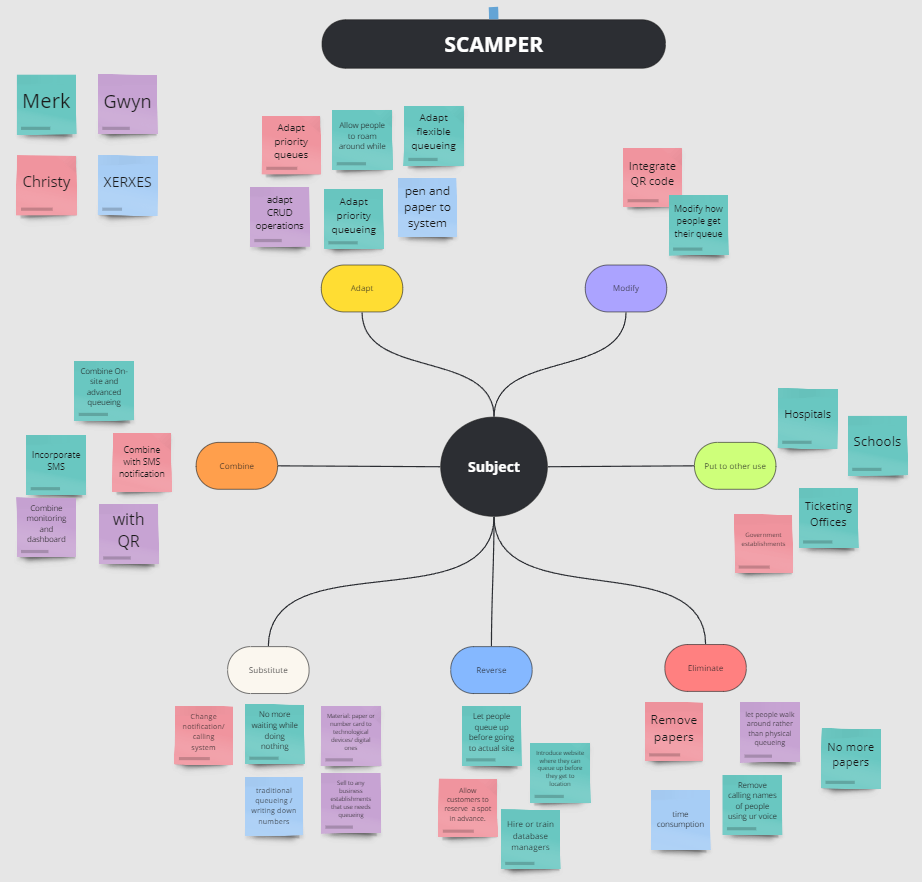 SCAMPER
Merk
Gwyn
Christy
XERXES
Adapt
priority
queues
Allow people
to roam
around while
Adapt
flexible
queueing
adapt
CRUD
operations
Adapt
priority
queueing
pen and
paper to
system
Integrate
QR code
Modify how
people get
their queue
Adapt
Modify
Combine On-
site and
advanced
queueing
Incorporate
SMS
Combine
with SMS
notification
Combine
monitoring
and
dashboard
with
QR
Combine
Subject
Put to other use
Hospitals
Schools
Ticketing
Offices
Government
establishments
Substitute
Reverse
Eliminate
Change
notification/
calling
system
No more
waiting while
doing
nothing
Material: paper or
number card to
technological
devices/ digital
ones
traditional
queueing /
writing down
numbers
Sell to any
business
establishments
that use needs
queueing
Let people
queue up
before going
to actual site
Introduce website
where they can
queue up before
they get to
location
Allow
customers to
reserve a spot
in advance.
Hire or train
database
managers
Remove
papers
let people walk
around rather
than physical
queueing
No more
papers
time
consumption
Remove
calling names
of people
using ur voice